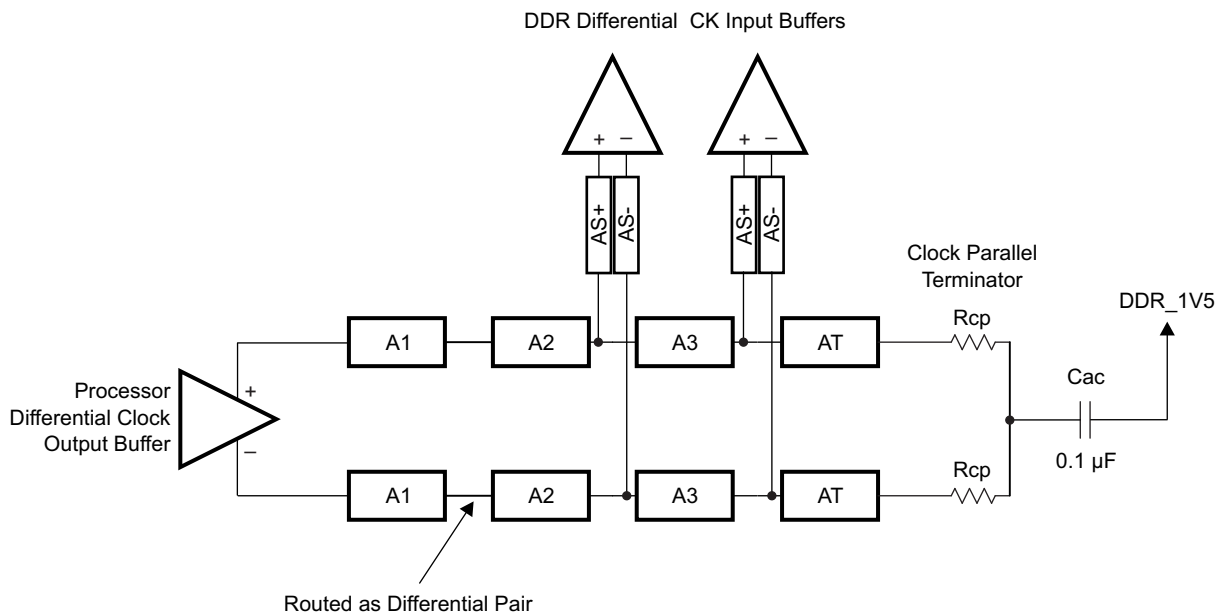 DDR Differential CK Input Buffers
+ −
+ −
AS+
AS-
AS+
AS-
Clock Parallel
Terminator
DDR_1V5
Rcp
A1
A2
A3
AT
Cac
Processor
Differential Clock
Output Buffer
+
−
0.1 µF
Rcp
A1
A2
A3
AT
Routed as Differential Pair